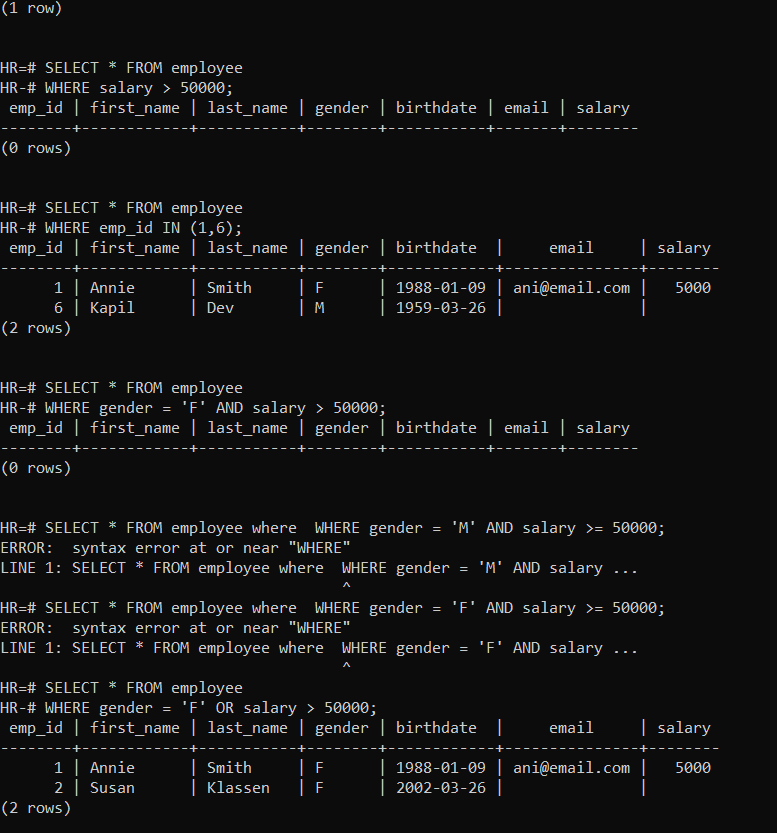 (1 row)
HR=# SELECT * FROM employee
HR-# WHERE salary > 50000;
 emp_id | first_name | last_name | gender | birthdate | email | salary
--------+------------+-----------+--------+-----------+-------+--------
(0 rows)
HR=# SELECT * FROM employee
HR-# WHERE emp_id IN (1,6);
 emp_id | first_name | last_name | gender | birthdate  |     email     | salary
--------+------------+-----------+--------+------------+---------------+--------
      1 | Annie      | Smith     | F      | 1988-01-09 | ani@email.com |   5000
      6 | Kapil      | Dev       | M      | 1959-03-26 |               |
(2 rows)
HR=# SELECT * FROM employee
HR-# WHERE gender = 'F' AND salary > 50000;
 emp_id | first_name | last_name | gender | birthdate | email | salary
--------+------------+-----------+--------+-----------+-------+--------
(0 rows)
HR=# SELECT * FROM employee where  WHERE gender = 'M' AND salary >= 50000;
ERROR:  syntax error at or near "WHERE"
LINE 1: SELECT * FROM employee where  WHERE gender = 'M' AND salary ...
                                      ^
HR=# SELECT * FROM employee where  WHERE gender = 'F' AND salary >= 50000;
ERROR:  syntax error at or near "WHERE"
LINE 1: SELECT * FROM employee where  WHERE gender = 'F' AND salary ...
                                      ^
HR=# SELECT * FROM employee
HR-# WHERE gender = 'F' OR salary > 50000;
 emp_id | first_name | last_name | gender | birthdate  |     email     | salary
--------+------------+-----------+--------+------------+---------------+--------
      1 | Annie      | Smith     | F      | 1988-01-09 | ani@email.com |   5000
      2 | Susan      | Klassen   | F      | 2002-03-26 |               |
(2 rows)